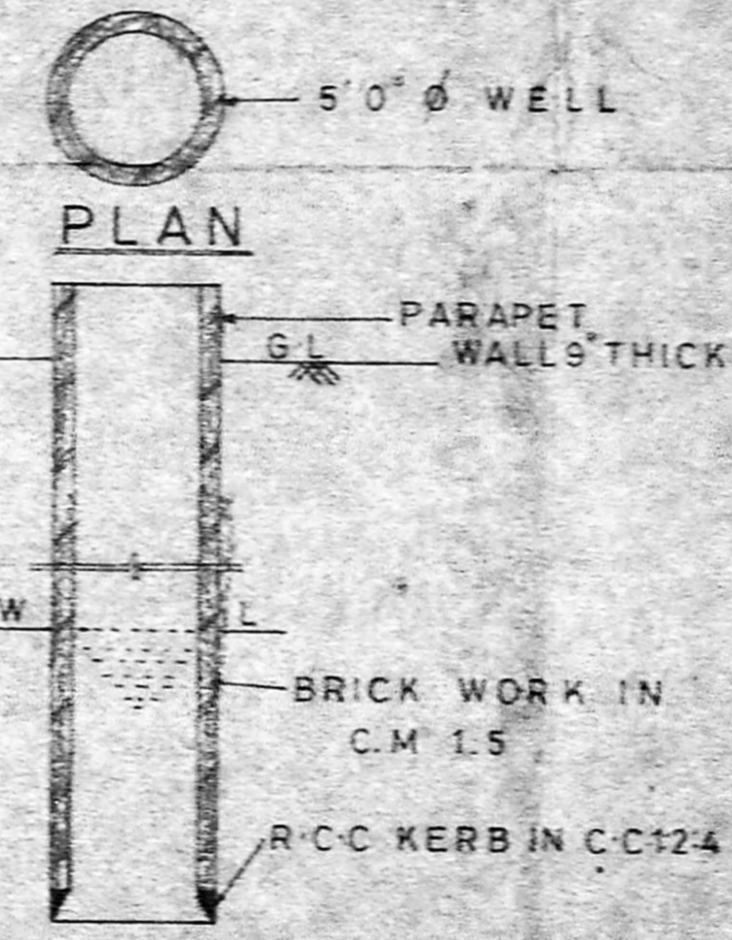 5'0" Ø WELL
PLAN
PARAPET
G.L WALL 9" THICK
W L
BRICK WORK IN
C.M 1.5
R.C.C KERB IN C.C 1:2:4